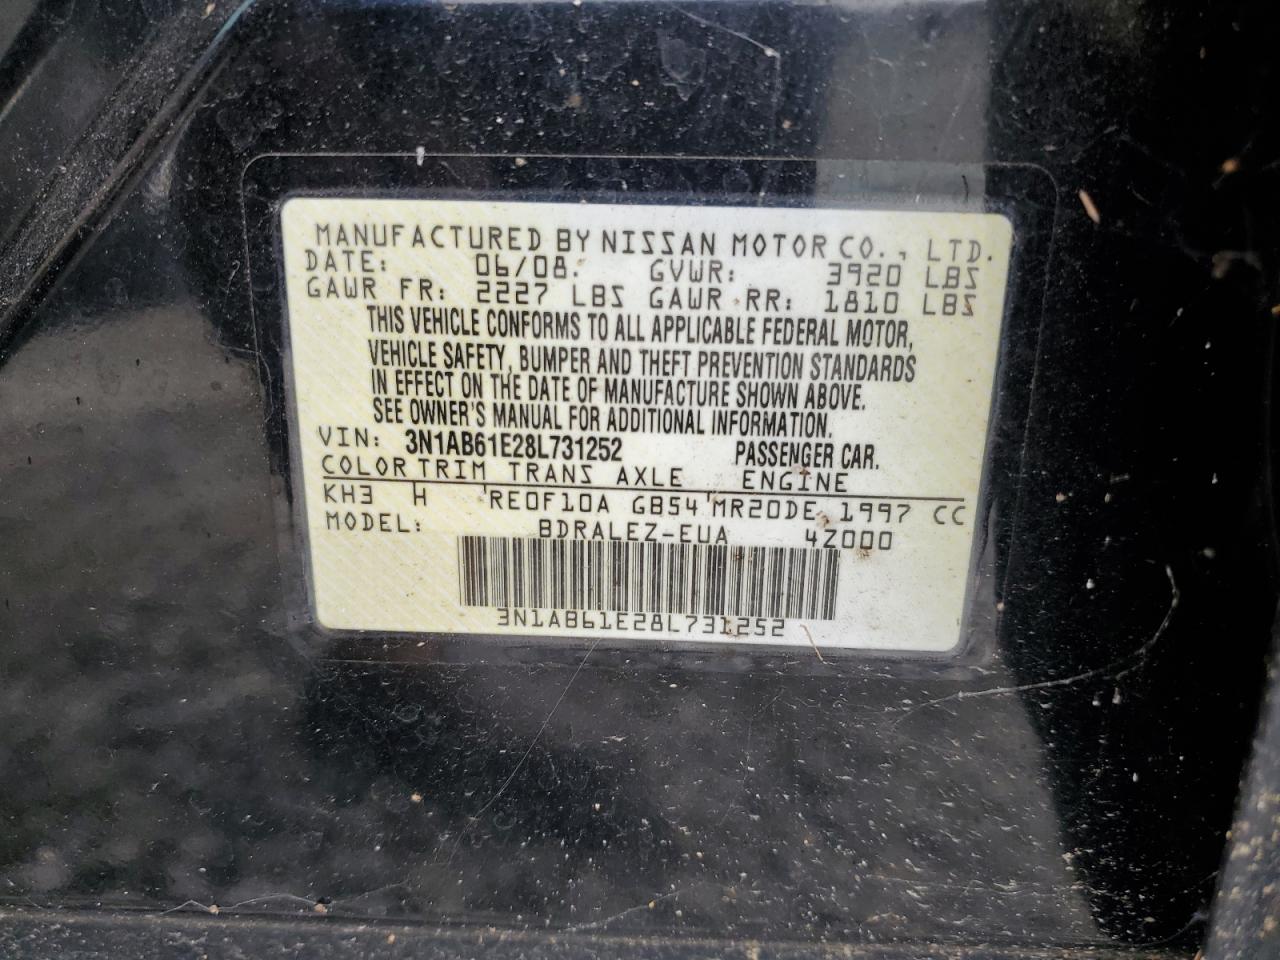 MANUFACTURED BY NISSAN MOTOR CO., LTD.
DATE: 06/08. GVWR: 3920 LBS
GAWR FR: 2227 LBS GAWR RR: 1810 LBS
THIS VEHICLE CONFORMS TO ALL APPLICABLE FEDERAL MOTOR,
VEHICLE SAFETY, BUMPER AND THEFT PREVENTION STANDARDS
IN EFFECT ON THE DATE OF MANUFACTURE SHOWN ABOVE.
SEE OWNER'S MANUAL FOR ADDITIONAL INFORMATION.
VIN: 3N1AB61E28L731252 PASSENGER CAR.
COLOR TRIM TRANS AXLE ENGINE
KH3 H RE0F10A GB54 MR20DE 1997 CC
MODEL: BDRALEZ-EUA 4Z000
3N1AB61E28L731252